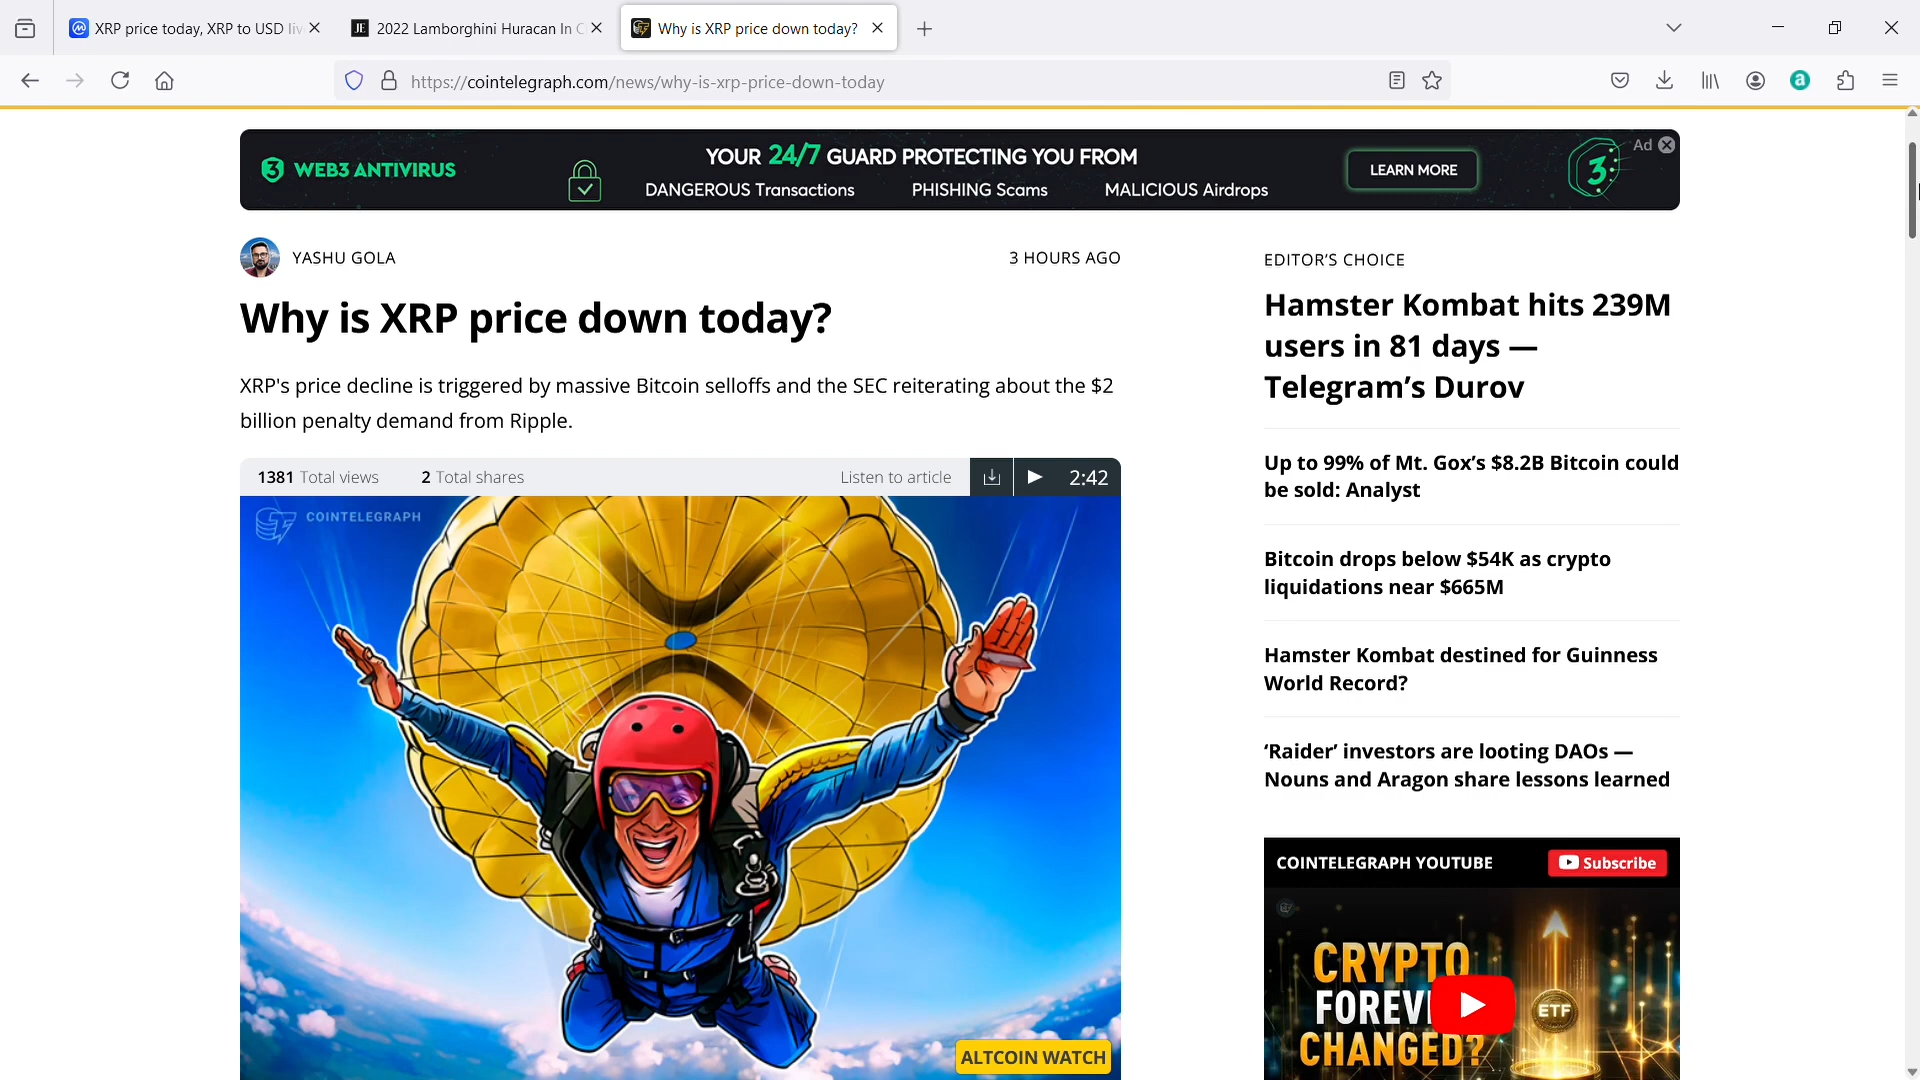 XRP price today, XRP to USD liv
2022 Lamborghini Huracan In C
Why is XRP price down today?
https://cointelegraph.com/news/why-is-xrp-price-down-today
WEB3 ANTIVIRUS
YOUR 24/7 GUARD PROTECTING YOU FROM
DANGEROUS Transactions PHISHING Scams MALICIOUS Airdrops
LEARN MORE
Ad
YASHU GOLA
3 HOURS AGO
Why is XRP price down today?
XRP's price decline is triggered by massive Bitcoin selloffs and the SEC reiterating about the $2
billion penalty demand from Ripple.
1381 Total views 2 Total shares Listen to article 2:42
COINTELEGRAPH
ALTCOIN WATCH
EDITOR’S CHOICE
Hamster Kombat hits 239M
users in 81 days —
Telegram’s Durov
Up to 99% of Mt. Gox’s $8.2B Bitcoin could
be sold: Analyst
Bitcoin drops below $54K as crypto
liquidations near $665M
Hamster Kombat destined for Guinness
World Record?
‘Raider’ investors are looting DAOs —
Nouns and Aragon share lessons learned
COINTELEGRAPH YOUTUBE
Subscribe
CRYPTO
FOREV
CHANGED?
ETF